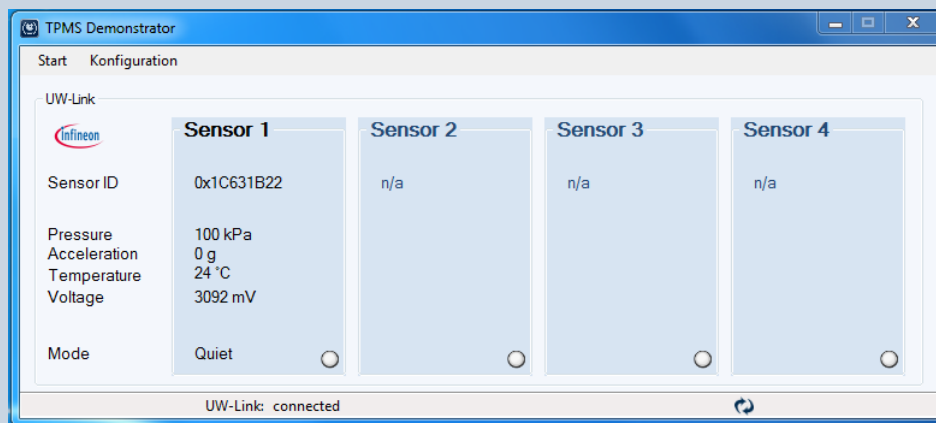 TPMS Demonstrator
Start Konfiguration
UW-Link
infineon Sensor 1 Sensor 2 Sensor 3 Sensor 4
Sensor ID 0x1C631B22 n/a n/a n/a
Pressure 100 kPa
Acceleration 0 g
Temperature 24 °C
Voltage 3092 mV
Mode Quiet
UW-Link: connected